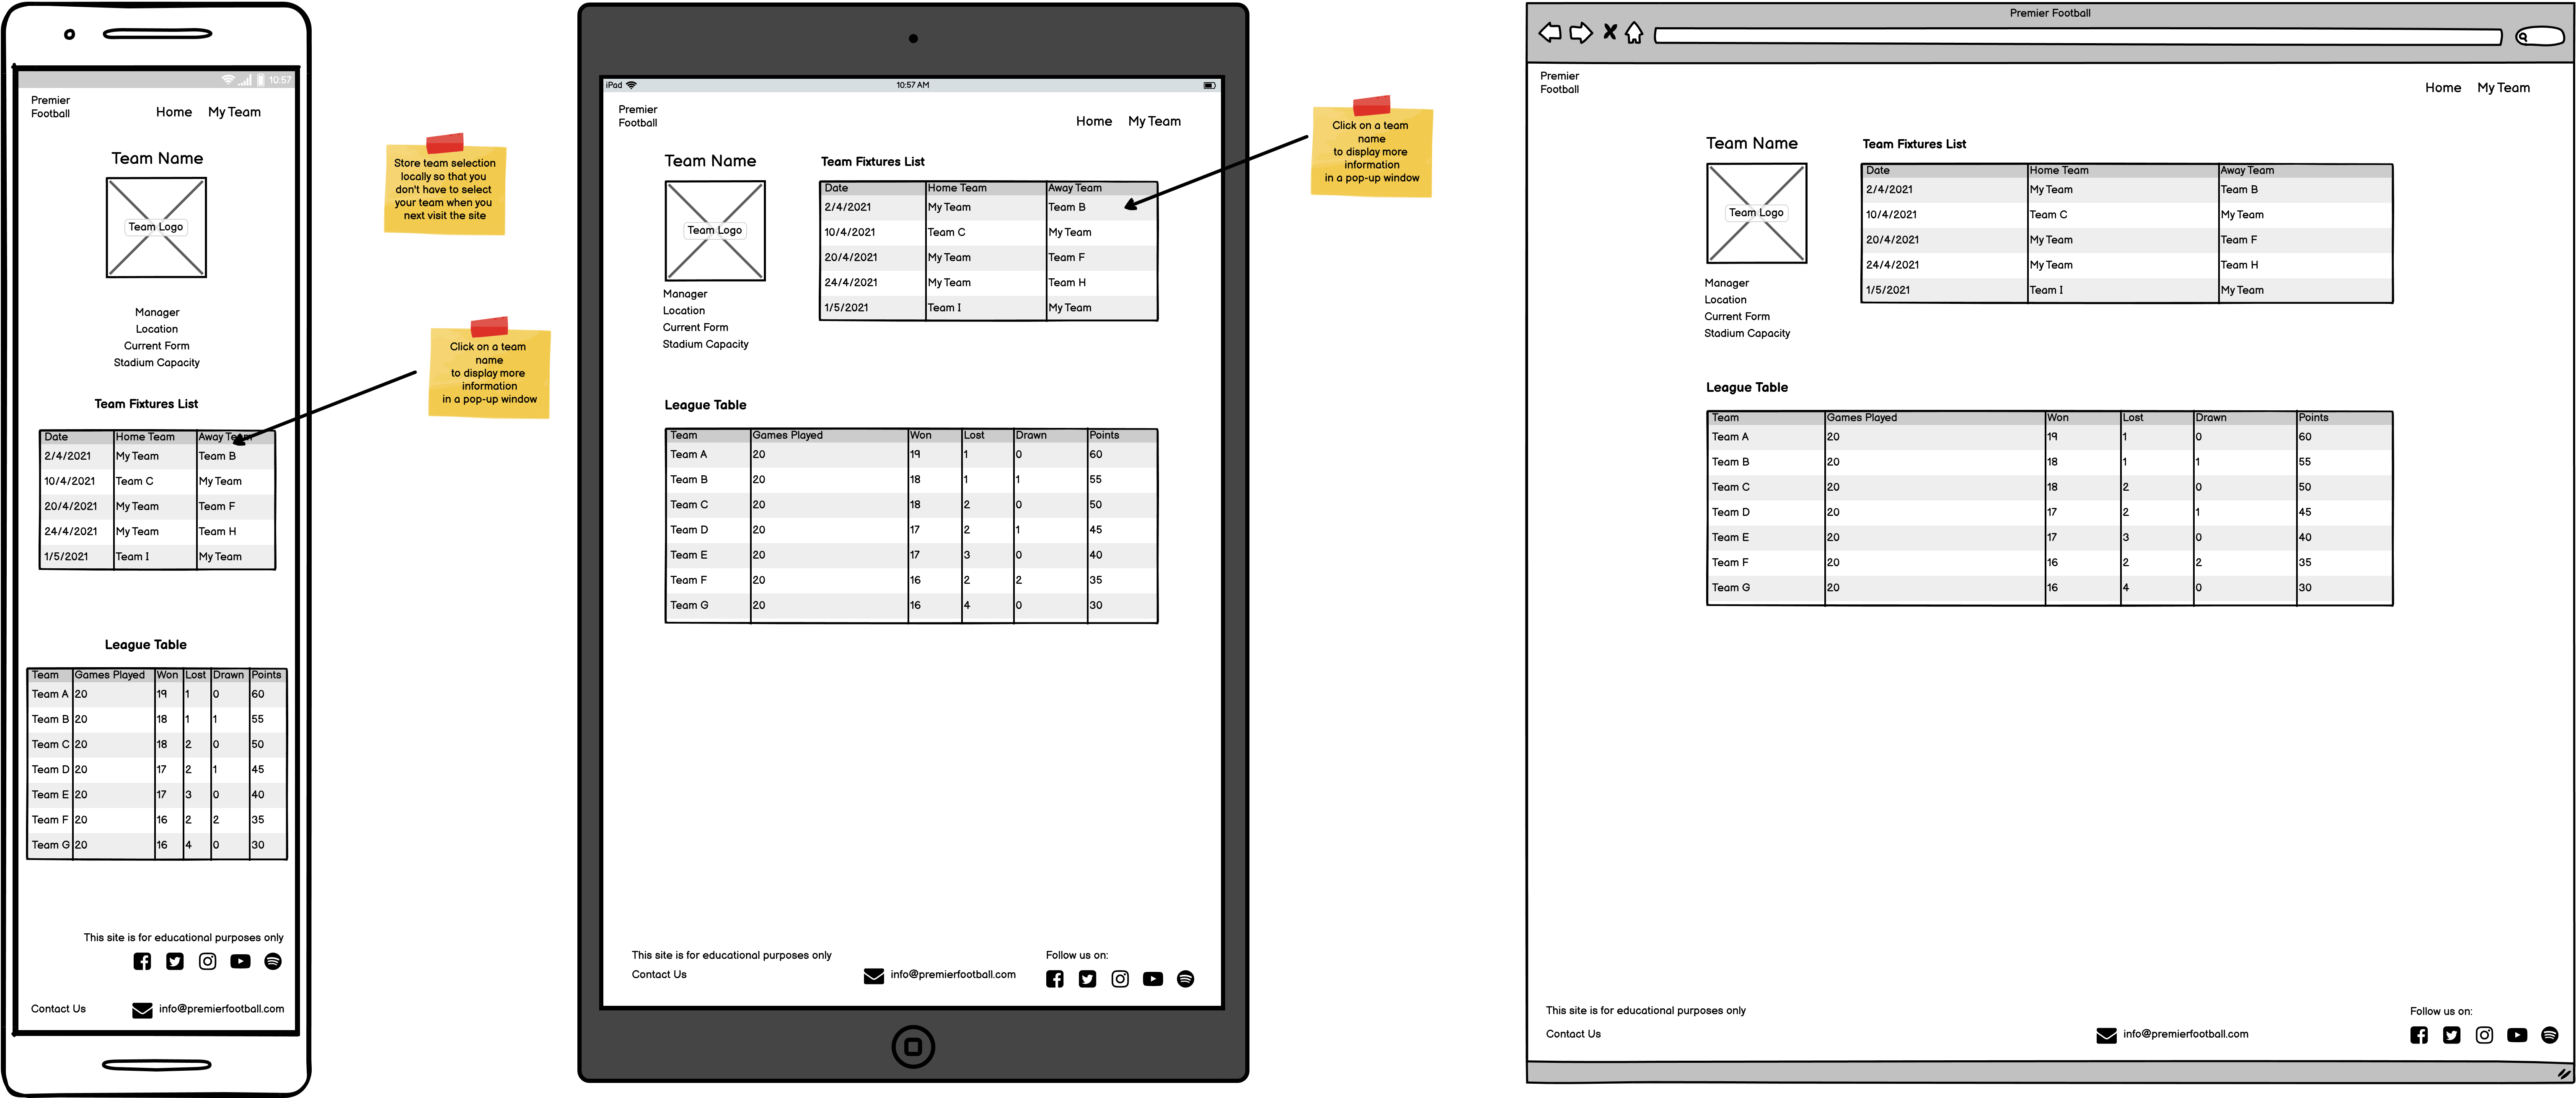 10:57
Premier
Football
Home My Team
Team Name
Team Logo
Manager
Location
Current Form
Stadium Capacity
Team Fixtures List
Date Home Team Away Team
2/4/2021 My Team Team B
10/4/2021 Team C My Team
20/4/2021 My Team Team F
24/4/2021 My Team Team H
1/5/2021 Team I My Team
League Table
Team Games Played Won Lost Drawn Points
Team A 20 19 1 0 60
Team B 20 18 1 1 55
Team C 20 18 2 0 50
Team D 20 17 2 1 45
Team E 20 17 3 0 40
Team F 20 16 2 2 35
Team G 20 16 4 0 30
This site is for educational purposes only
Contact Us info@premierfootball.com
Store team selection
locally so that you
don't have to select
your team when you
next visit the site
Click on a team
name
to display more
information
in a pop-up window
iPad 10:57 AM
Premier
Football
Home My Team
Team Name
Team Logo
Manager
Location
Current Form
Stadium Capacity
Team Fixtures List
Date Home Team Away Team
2/4/2021 My Team Team B
10/4/2021 Team C My Team
20/4/2021 My Team Team F
24/4/2021 My Team Team H
1/5/2021 Team I My Team
League Table
Team Games Played Won Lost Drawn Points
Team A 20 19 1 0 60
Team B 20 18 1 1 55
Team C 20 18 2 0 50
Team D 20 17 2 1 45
Team E 20 17 3 0 40
Team F 20 16 2 2 35
Team G 20 16 4 0 30
This site is for educational purposes only
Follow us on:
Contact Us info@premierfootball.com
Click on a team
name
to display more
information
in a pop-up window
Premier Football
Premier
Football
Home My Team
Team Name
Team Logo
Manager
Location
Current Form
Stadium Capacity
Team Fixtures List
Date Home Team Away Team
2/4/2021 My Team Team B
10/4/2021 Team C My Team
20/4/2021 My Team Team F
24/4/2021 My Team Team H
1/5/2021 Team I My Team
League Table
Team Games Played Won Lost Drawn Points
Team A 20 19 1 0 60
Team B 20 18 1 1 55
Team C 20 18 2 0 50
Team D 20 17 2 1 45
Team E 20 17 3 0 40
Team F 20 16 2 2 35
Team G 20 16 4 0 30
This site is for educational purposes only
Follow us on:
Contact Us info@premierfootball.com